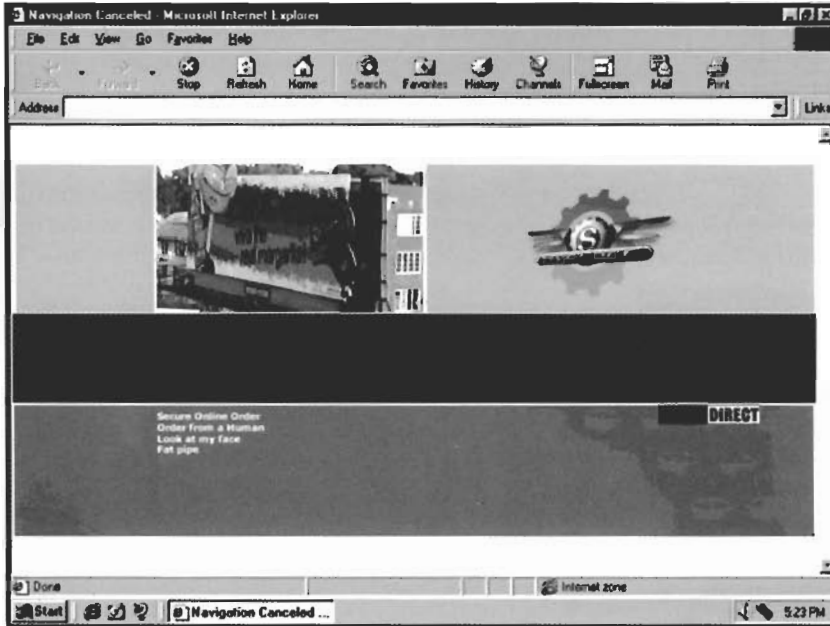 Navigation Canceled - Microsoft Internet Explorer
File Edit View Go Favorites Help
Back Forward Stop Refresh Home Search Favorites History Channels Fullscreen Mail Print
Address Links
S
DIRECT
Secure Online Order
Order from a Human
Look at my face
Fat pipe
Done Internet zone
Start Navigation Canceled ... 5:23 PM